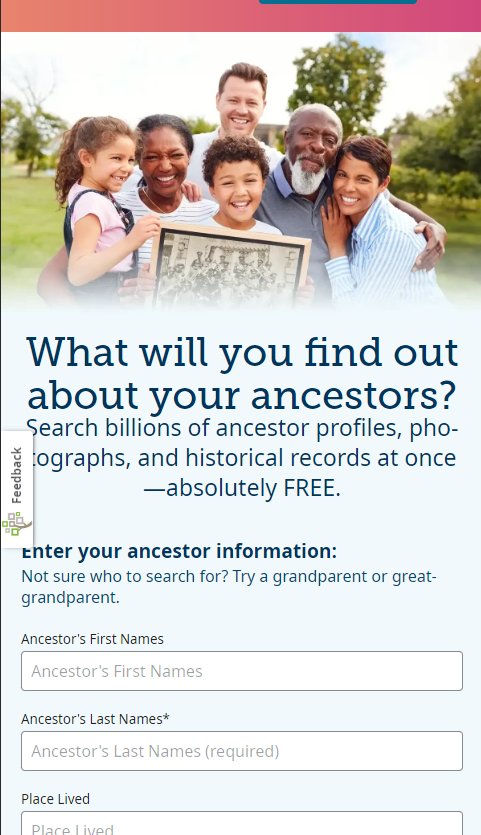 What will you find out
about your ancestors?
Search billions of ancestor profiles, pho-
tographs, and historical records at once
—absolutely FREE.
Feedback
Enter your ancestor information:
Not sure who to search for? Try a grandparent or great-
grandparent.
Ancestor's First Names
Ancestor's First Names
Ancestor's Last Names*
Ancestor's Last Names (required)
Place Lived
Place Lived